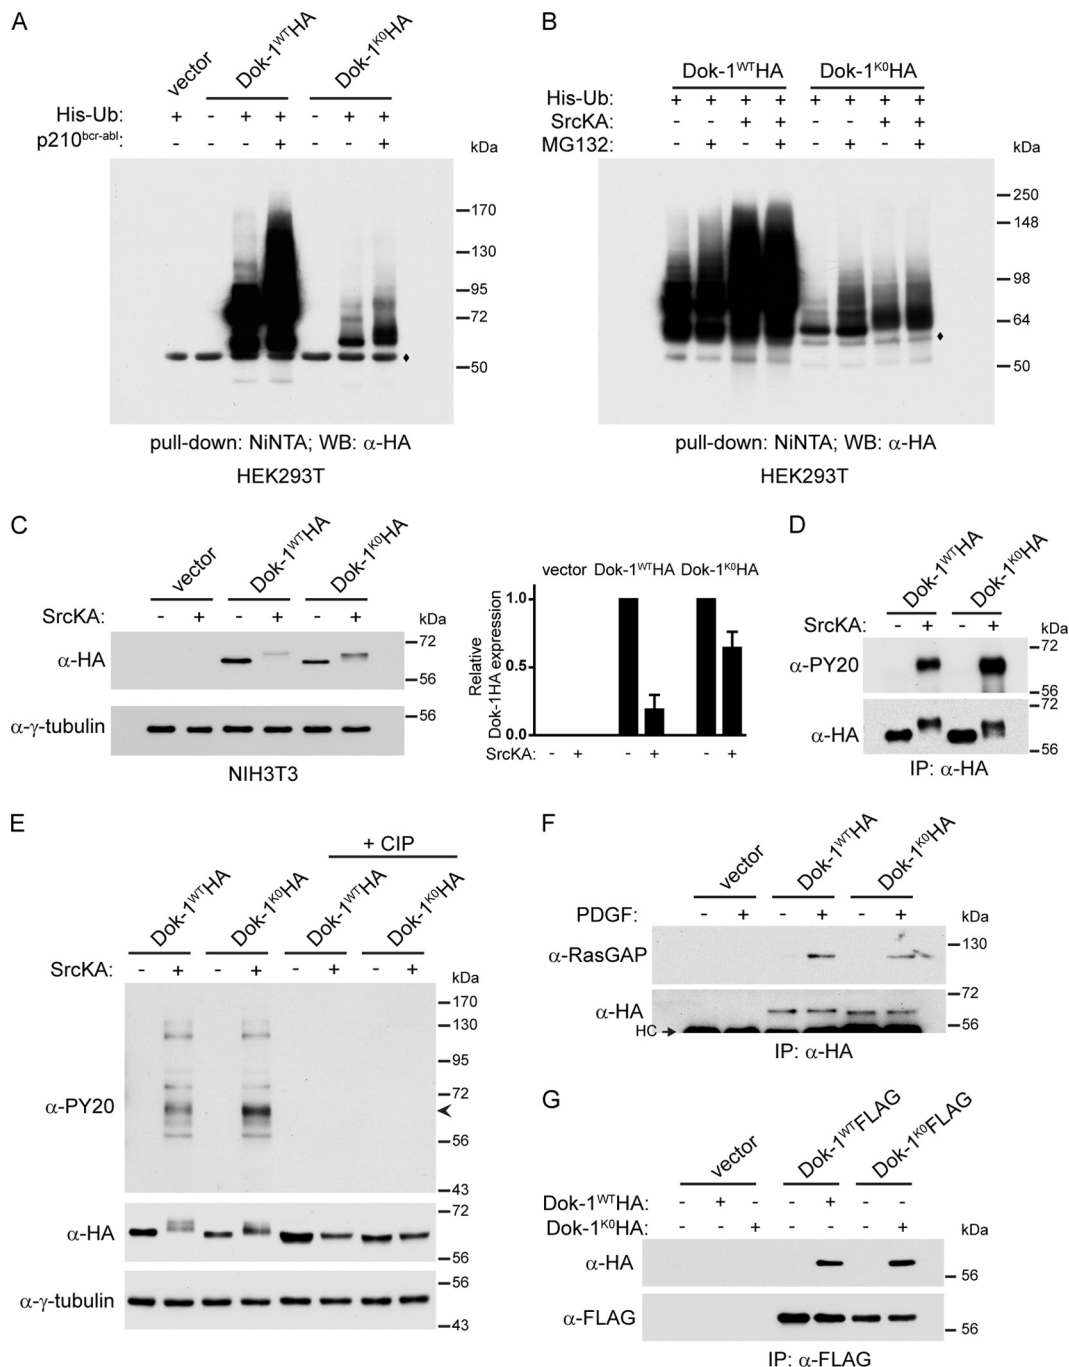 A
vector
Dok-1WTHA
Dok-1K0HA
His-Ub: + - + + - + +
p210bcr-abl: - - - + - - +
kDa
170
130
95
72
50
pull-down: NiNTA; WB: α-HA
HEK293T
B
Dok-1WTHA Dok-1K0HA
His-Ub: + + + + + + + +
SrcKA: - - + + - - + +
MG132: - + - + - + - +
kDa
250
148
98
64
50
pull-down: NiNTA; WB: α-HA
HEK293T
C
vector
Dok-1WTHA
Dok-1K0HA
SrcKA: - + - + - +
kDa
α-HA
72
56
α-γ-tubulin
56
NIH3T3
vector Dok-1WTHA Dok-1K0HA
Relative
Dok-1HA expression
1.0
0.5
0.0
SrcKA: - + - + - +
D
Dok-1WTHA
Dok-1K0HA
SrcKA: - + - +
kDa
α-PY20
72
56
α-HA
72
56
IP: α-HA
E
+ CIP
Dok-1WTHA
Dok-1K0HA
Dok-1WTHA
Dok-1K0HA
SrcKA: - + - + - + - +
kDa
α-PY20
170
130
95
72
56
43
α-HA
72
56
α-γ-tubulin
56
43
F
vector
Dok-1WTHA
Dok-1K0HA
PDGF: - + - + - +
kDa
α-RasGAP
130
α-HA
72
56
HC
IP: α-HA
G
vector
Dok-1WTFLAG
Dok-1K0FLAG
Dok-1WTHA: - + - - + - -
Dok-1K0HA: - - + - - - +
kDa
α-HA
56
α-FLAG
56
IP: α-FLAG